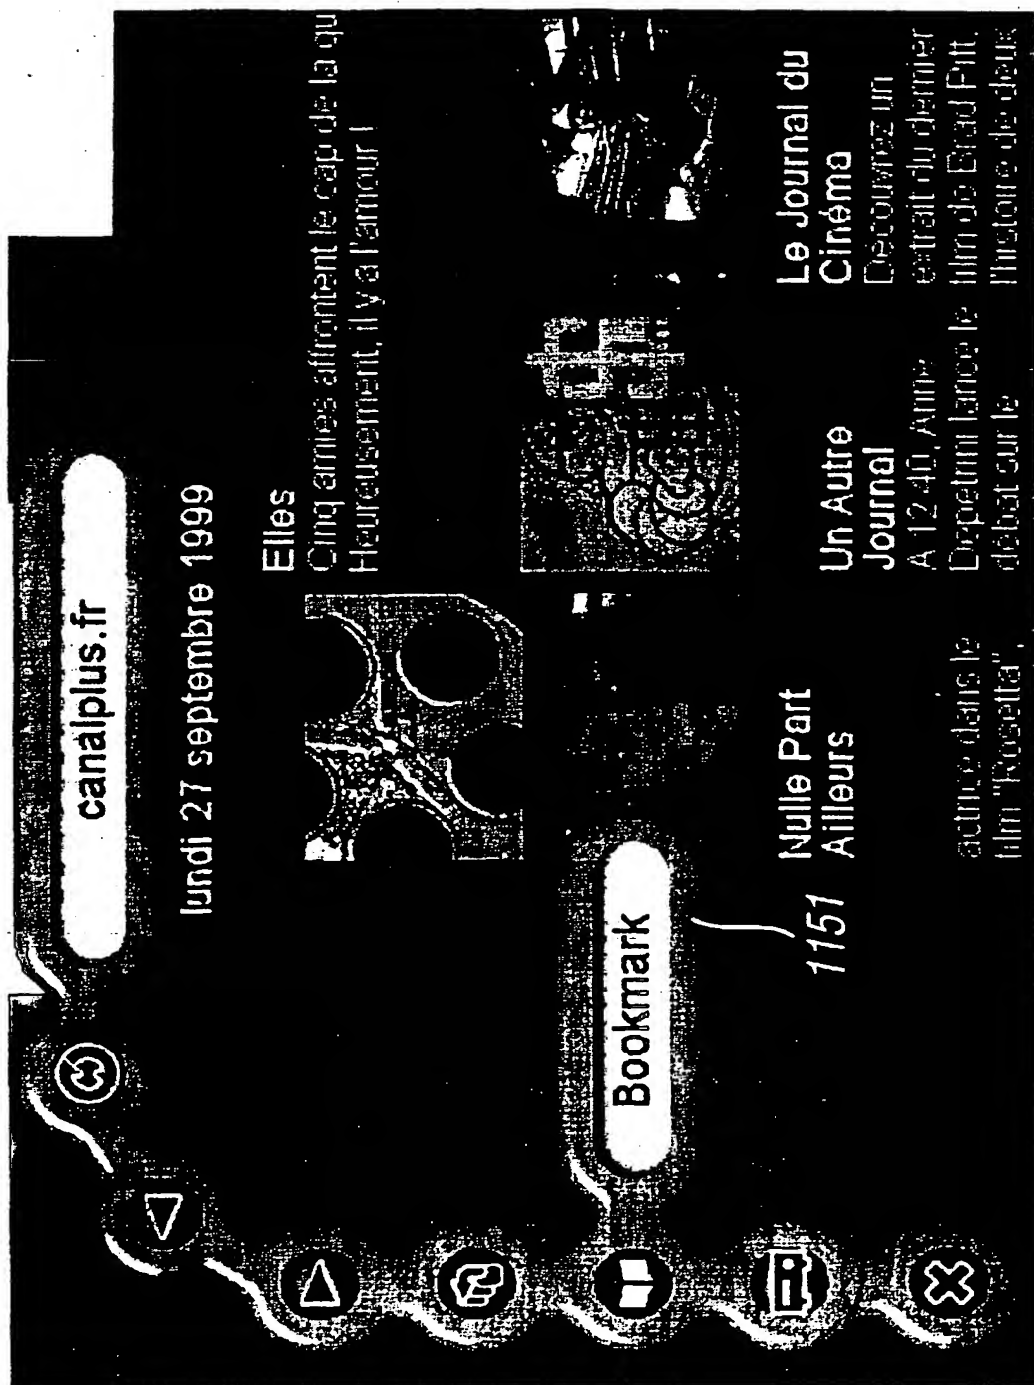 canalplus.fr
lundi 27 septembre 1999
Elles
Cinq amies affrontent le cap de la qu
Heureusement, il y a l'amour !
Bookmark
1151
Nulle Part
Ailleurs
actrice dans le
film "Rosetta",
Un Autre
Journal
A 12 40, Anne
Depetrini lance le
débat sur le
Le Journal du
Cinéma
Découvrez un
extrait du dernier
film de Brad Pitt,
l'histoire de deux